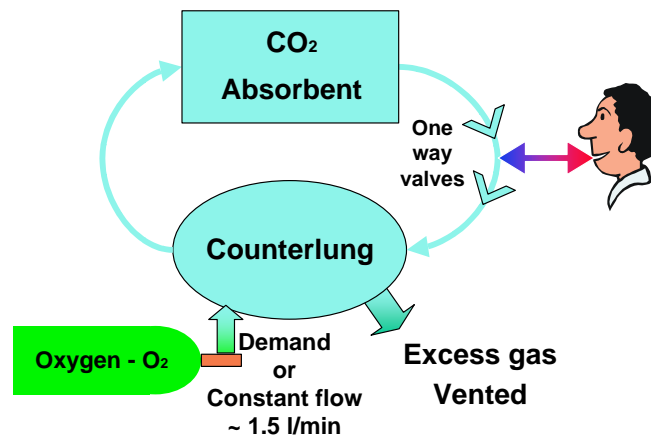 CO₂
Absorbent
One
way
valves
Counterlung
Oxygen - O₂
Demand
or
Constant flow
~ 1.5 l/min
Excess gas
Vented